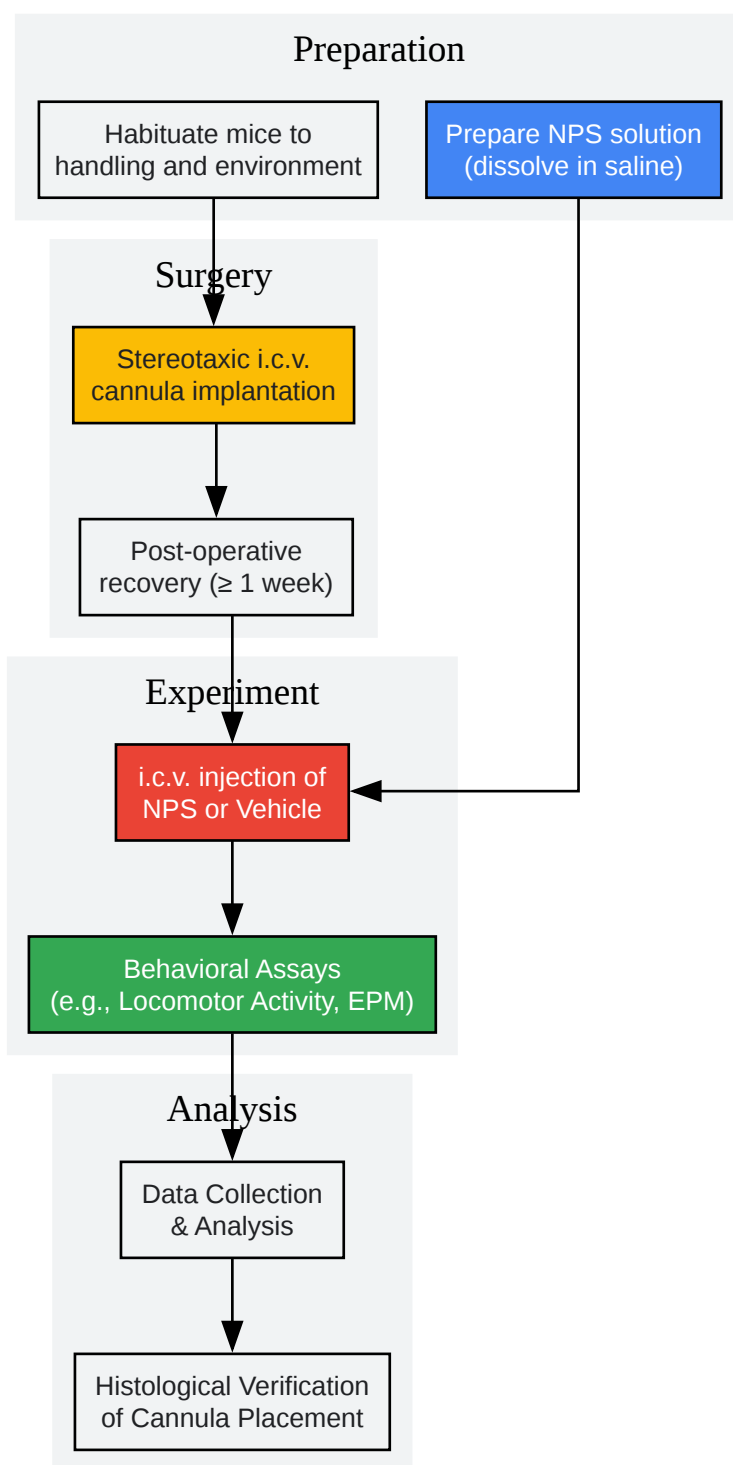 Preparation
Habituate mice to
handling and environment
Prepare NPS solution
(dissolve in saline)
Surgery
Stereotaxic i.c.v.
cannula implantation
Post-operative
recovery (≥ 1 week)
Experiment
i.c.v. injection of
NPS or Vehicle
Behavioral Assays
(e.g., Locomotor Activity, EPM)
Analysis
Data Collection
& Analysis
Histological Verification
of Cannula Placement